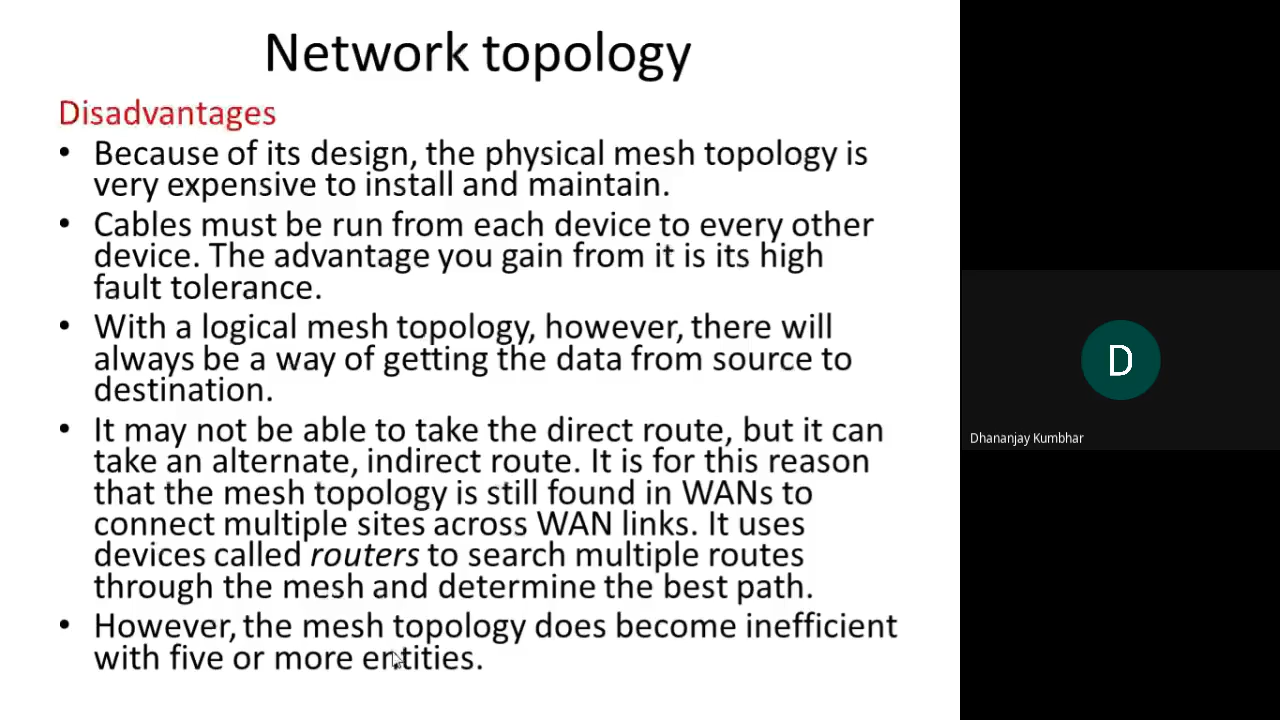 Network topology
Disadvantages
• Because of its design, the physical mesh topology is
very expensive to install and maintain.
• Cables must be run from each device to every other
device. The advantage you gain from it is its high
fault tolerance.
• With a logical mesh topology, however, there will
always be a way of getting the data from source to
destination.
• It may not be able to take the direct route, but it can
take an alternate, indirect route. It is for this reason
that the mesh topology is still found in WANs to
connect multiple sites across WAN links. It uses
devices called routers to search multiple routes
through the mesh and determine the best path.
• However, the mesh topology does become inefficient
with five or more entities.
D
Dhananjay Kumbhar